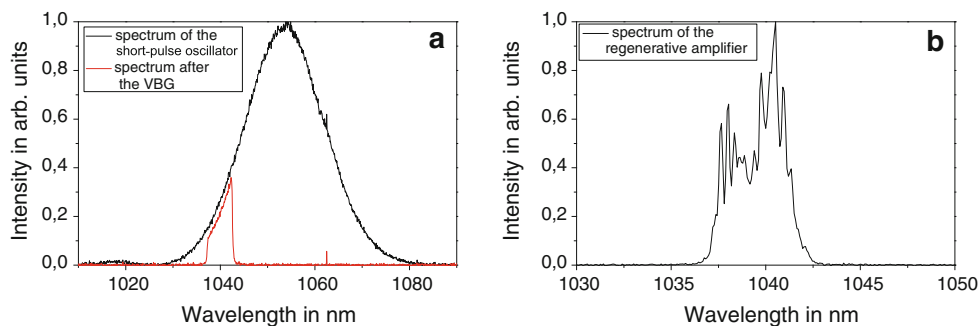 a
spectrum of the
short-pulse oscillator
spectrum after
the VBG
1,0
0,8
0,6
0,4
0,2
0,0
Intensity in arb. units
1020
1040
1060
1080
Wavelength in nm
b
spectrum of the
regenerative amplifier
1,0
0,8
0,6
0,4
0,2
0,0
Intensity in arb. units
1030
1035
1040
1045
1050
Wavelength in nm